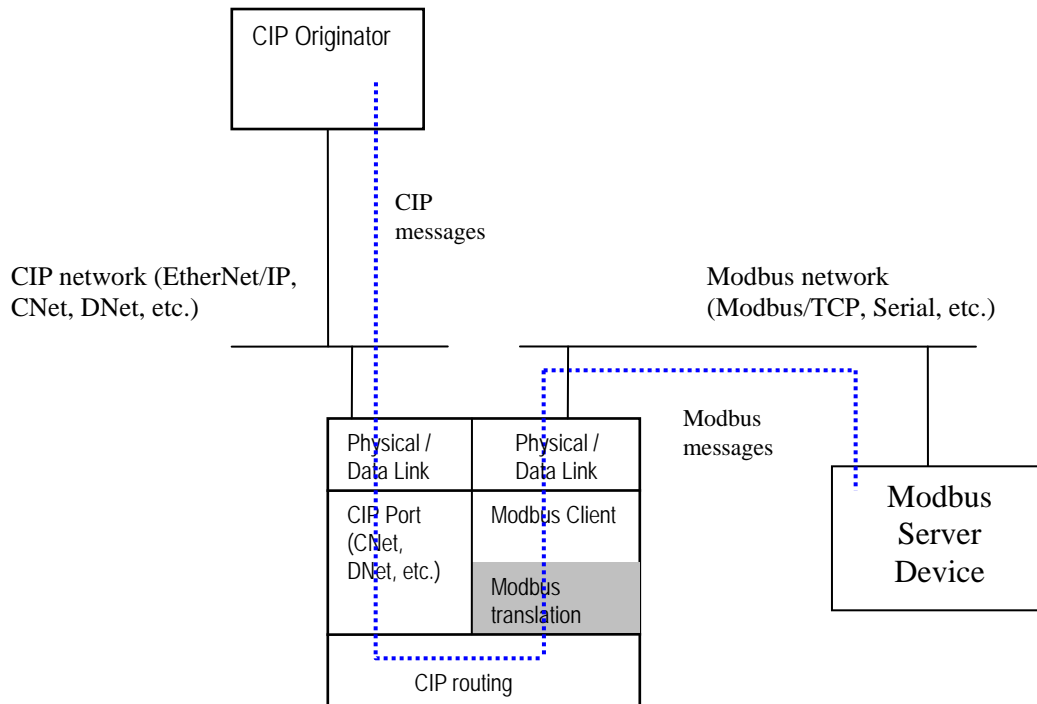 CIP Originator
CIP
messages
CIP network (EtherNet/IP,
CNet, DNet, etc.)
Modbus network
(Modbus/TCP, Serial, etc.)
Modbus
messages
Physical /
Data Link
Physical /
Data Link
CIP Port
(CNet,
DNet, etc.)
Modbus Client
Modbus
translation
CIP routing
Modbus
Server
Device